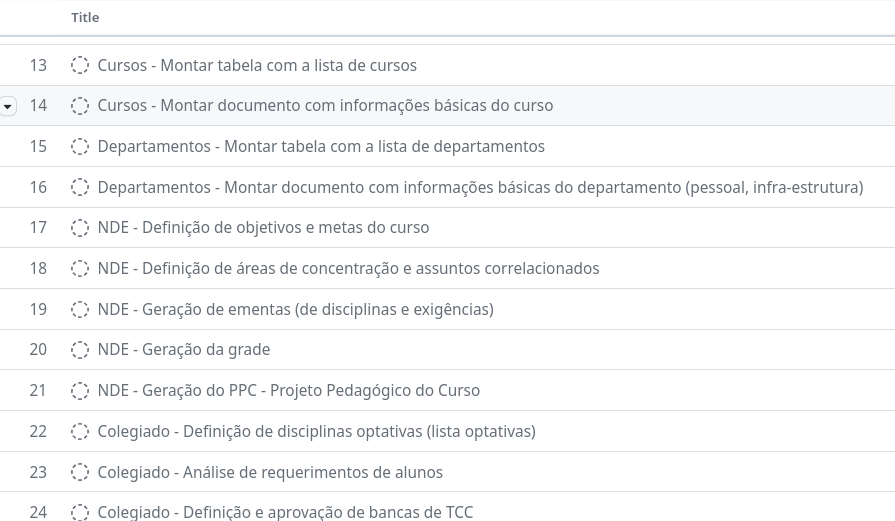 Title
13 Cursos - Montar tabela com a lista de cursos
14 Cursos - Montar documento com informações básicas do curso
15 Departamentos - Montar tabela com a lista de departamentos
16 Departamentos - Montar documento com informações básicas do departamento (pessoal, infra-estrutura)
17 NDE - Definição de objetivos e metas do curso
18 NDE - Definição de áreas de concentração e assuntos correlacionados
19 NDE - Geração de ementas (de disciplinas e exigências)
20 NDE - Geração da grade
21 NDE - Geração do PPC - Projeto Pedagógico do Curso
22 Colegiado - Definição de disciplinas optativas (lista optativas)
23 Colegiado - Análise de requerimentos de alunos
24 Colegiado - Definição e aprovação de bancas de TCC